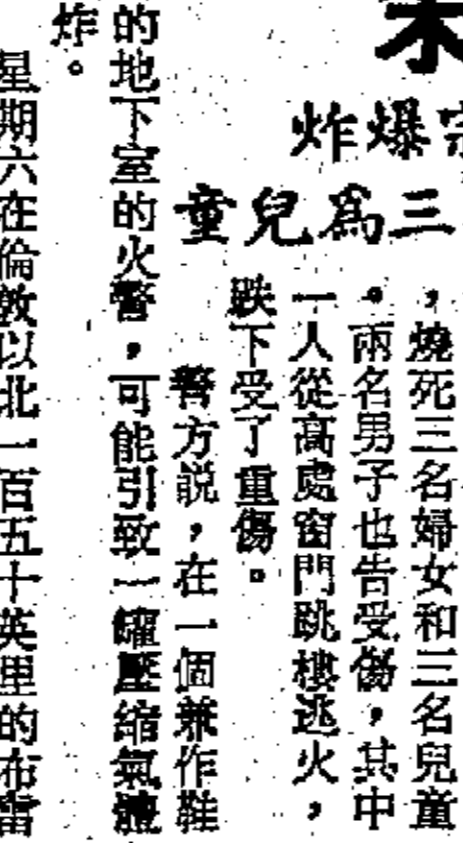 炸爆
童兒爲三
，燒死三名婦女和三名兒童
。兩名男子也告受傷，其中
一人從高處窗門跳樓逃火，
跌下受了重傷。
警方説，在一個兼作鞋
的地下室的火警，可能引致一罐壓缩氣體
炸。
星期六在倫敦以北一百五十英里的布雷